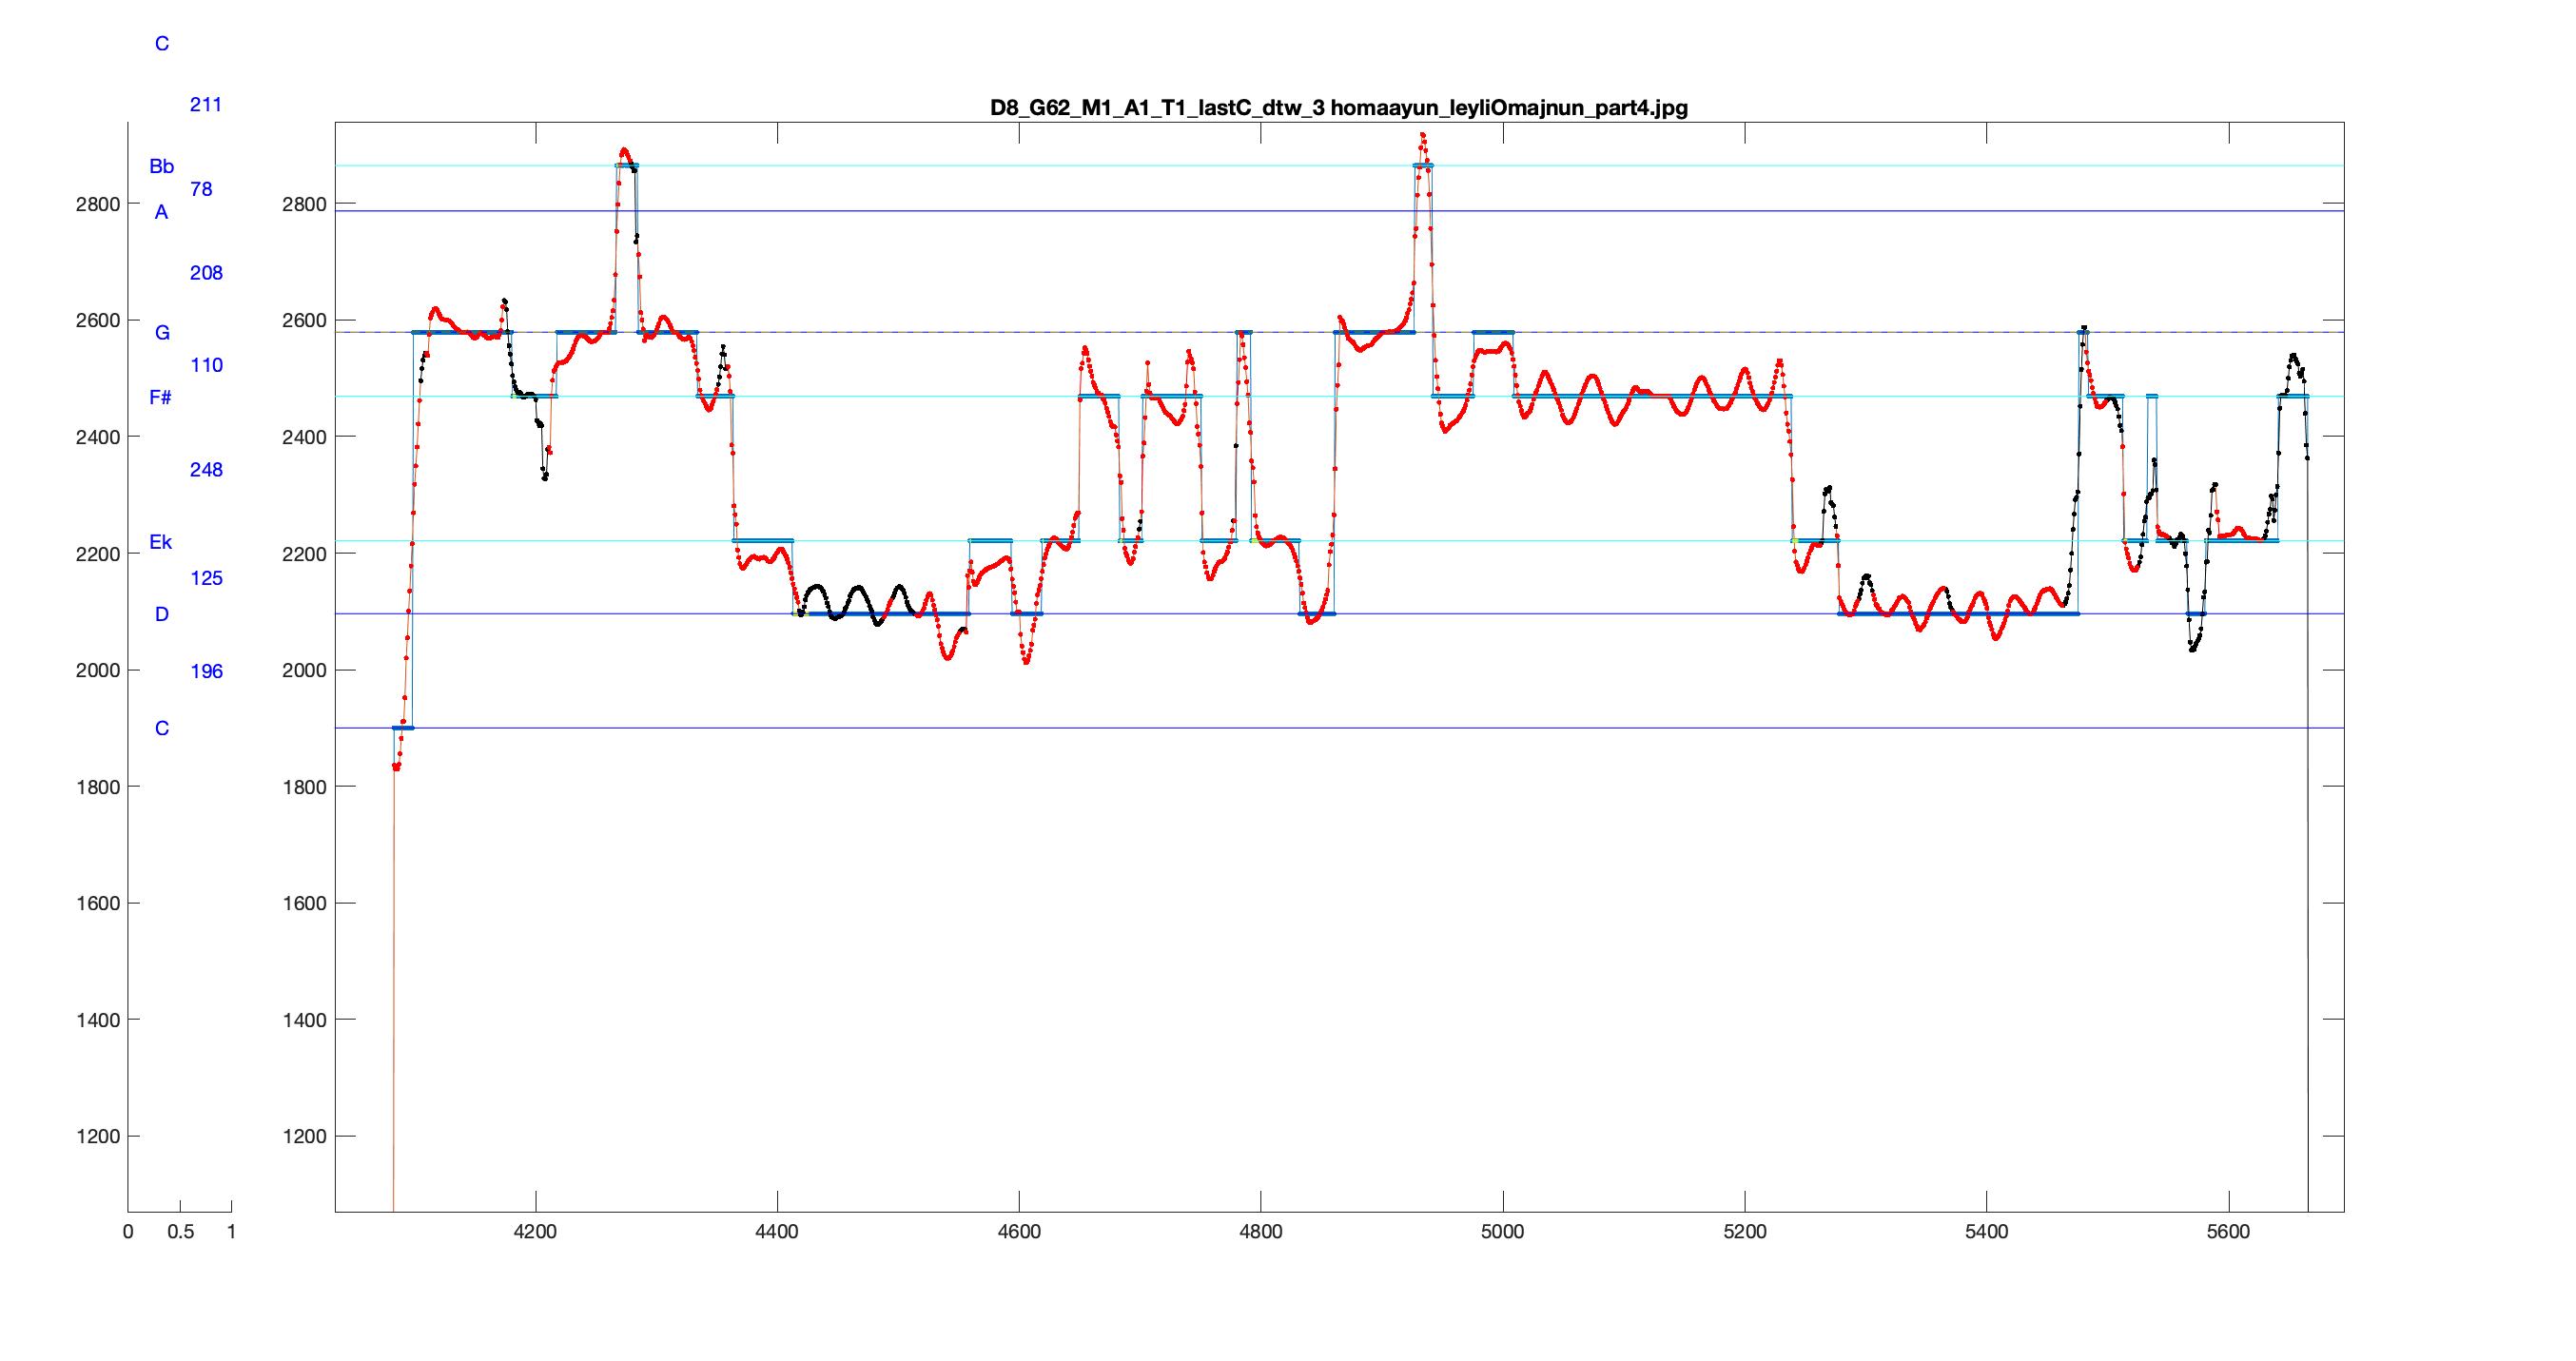 C
211
D8_G62_M1_A1_T1_lastC_dtw_3 homaayun_leyliOmajnun_part4.jpg
Bb
78
2800 A 2800
208
2600 G 2600
110
F#
2400 248 2400
Ek
2200 2200
125
D
2000 196 2000
C
1800 1800
1600 1600
1400 1400
1200 1200
0 0.5 1 4200 4400 4600 4800 5000 5200 5400 5600